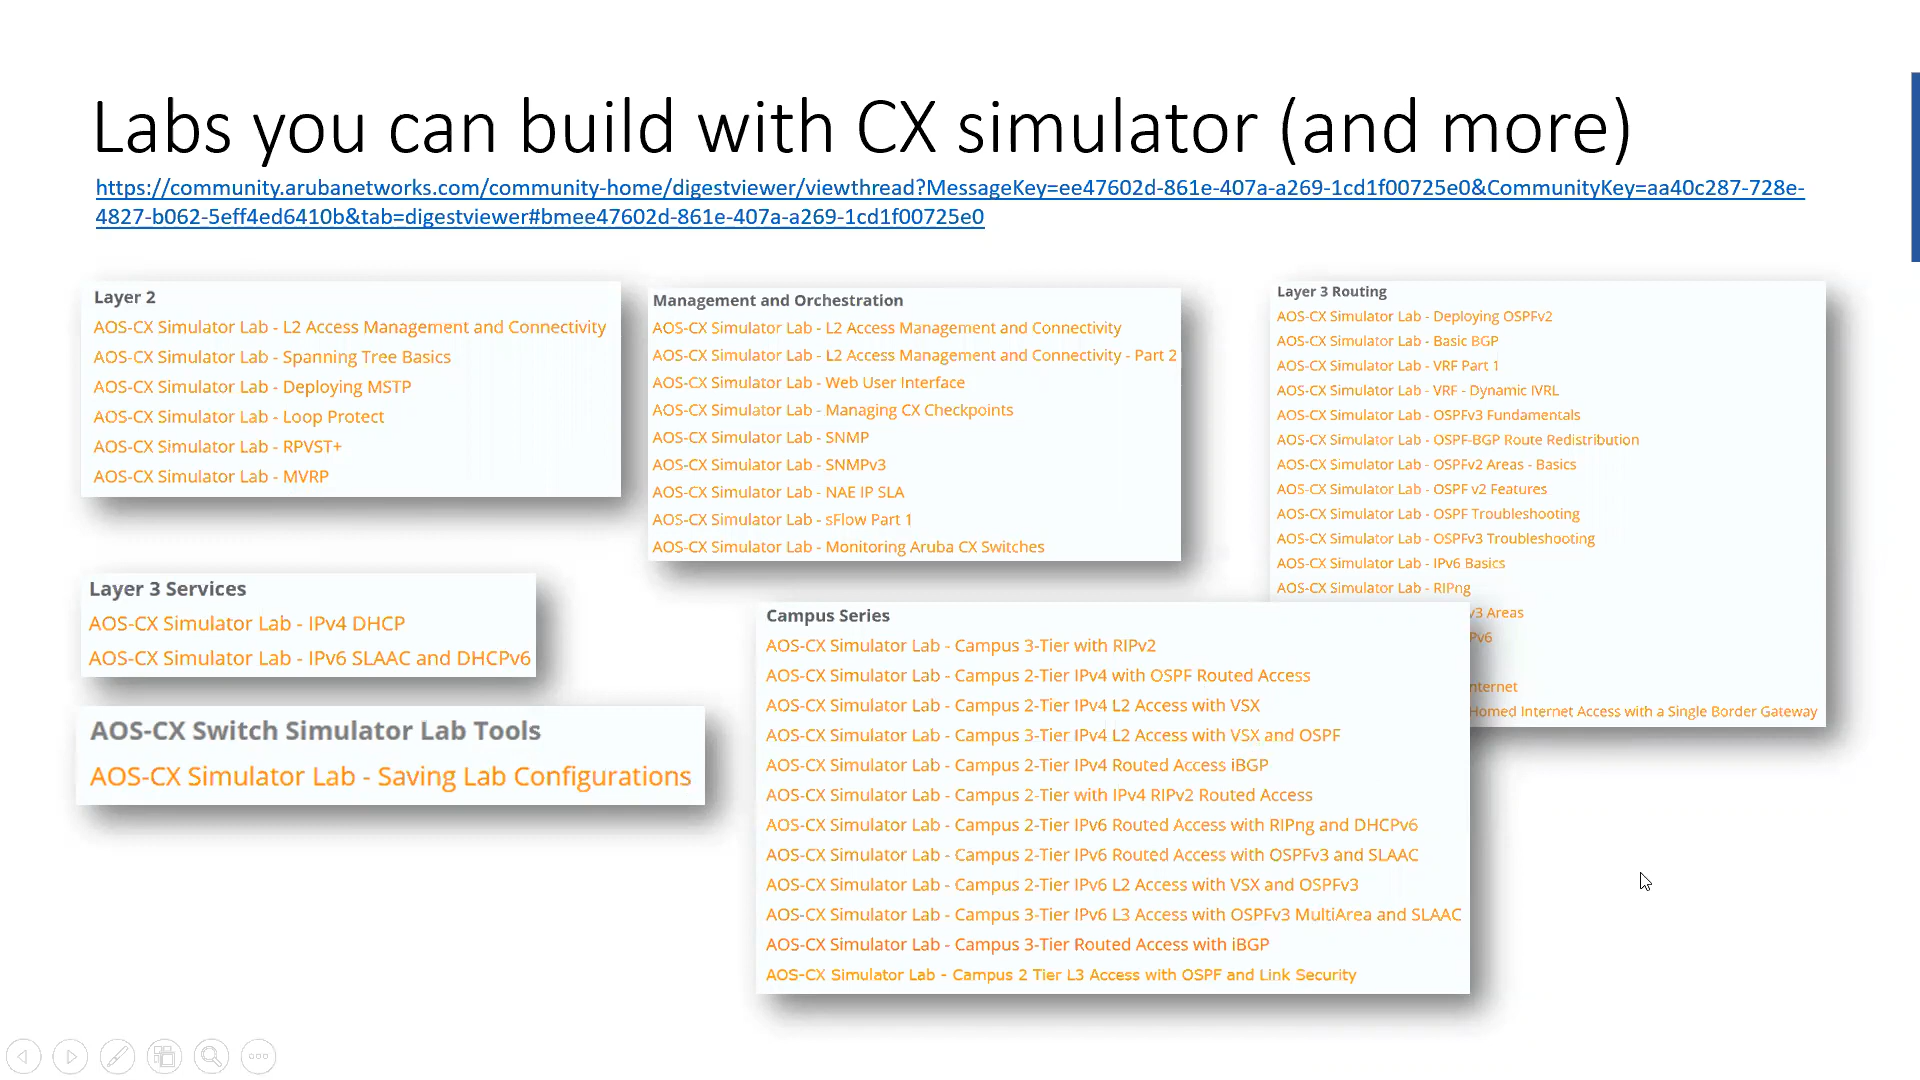 Labs you can build with CX simulator (and more)
https://community.arubanetworks.com/community-home/digestviewer/viewthread?MessageKey=ee47602d-861e-407a-a269-1cd1f00725e0&CommunityKey=aa40c287-728e-
4827-b062-5eff4ed6410b&tab=digestviewer#bmee47602d-861e-407a-a269-1cd1f00725e0
Layer 2
AOS-CX Simulator Lab - L2 Access Management and Connectivity
AOS-CX Simulator Lab - Spanning Tree Basics
AOS-CX Simulator Lab - Deploying MSTP
AOS-CX Simulator Lab - Loop Protect
AOS-CX Simulator Lab - RPVST+
AOS-CX Simulator Lab - MVRP
Layer 3 Services
AOS-CX Simulator Lab - IPv4 DHCP
AOS-CX Simulator Lab - IPv6 SLAAC and DHCPv6
AOS-CX Switch Simulator Lab Tools
AOS-CX Simulator Lab - Saving Lab Configurations
Management and Orchestration
AOS-CX Simulator Lab - L2 Access Management and Connectivity
AOS-CX Simulator Lab - L2 Access Management and Connectivity - Part 2
AOS-CX Simulator Lab - Web User Interface
AOS-CX Simulator Lab - Managing CX Checkpoints
AOS-CX Simulator Lab - SNMP
AOS-CX Simulator Lab - SNMPv3
AOS-CX Simulator Lab - NAE IP SLA
AOS-CX Simulator Lab - sFlow Part 1
AOS-CX Simulator Lab - Monitoring Aruba CX Switches
Campus Series
AOS-CX Simulator Lab - Campus 3-Tier with RIPv2
AOS-CX Simulator Lab - Campus 2-Tier IPv4 with OSPF Routed Access
AOS-CX Simulator Lab - Campus 2-Tier IPv4 L2 Access with VSX
AOS-CX Simulator Lab - Campus 3-Tier IPv4 L2 Access with VSX and OSPF
AOS-CX Simulator Lab - Campus 2-Tier IPv4 Routed Access iBGP
AOS-CX Simulator Lab - Campus 2-Tier with IPv4 RIPv2 Routed Access
AOS-CX Simulator Lab - Campus 2-Tier IPv6 Routed Access with RIPng and DHCPv6
AOS-CX Simulator Lab - Campus 2-Tier IPv6 Routed Access with OSPFv3 and SLAAC
AOS-CX Simulator Lab - Campus 2-Tier IPv6 L2 Access with VSX and OSPFv3
AOS-CX Simulator Lab - Campus 3-Tier IPv6 L3 Access with OSPFv3 MultiArea and SLAAC
AOS-CX Simulator Lab - Campus 3-Tier Routed Access with iBGP
AOS-CX Simulator Lab - Campus 2 Tier L3 Access with OSPF and Link Security
Layer 3 Routing
AOS-CX Simulator Lab - Deploying OSPFv2
AOS-CX Simulator Lab - Basic BGP
AOS-CX Simulator Lab - VRF Part 1
AOS-CX Simulator Lab - VRF - Dynamic IVRL
AOS-CX Simulator Lab - OSPFv3 Fundamentals
AOS-CX Simulator Lab - OSPF-BGP Route Redistribution
AOS-CX Simulator Lab - OSPFv2 Areas - Basics
AOS-CX Simulator Lab - OSPF v2 Features
AOS-CX Simulator Lab - OSPF Troubleshooting
AOS-CX Simulator Lab - OSPFv3 Troubleshooting
AOS-CX Simulator Lab - IPv6 Basics
AOS-CX Simulator Lab - RIPng
v3 Areas
Pv6
nternet
Homed Internet Access with a Single Border Gateway